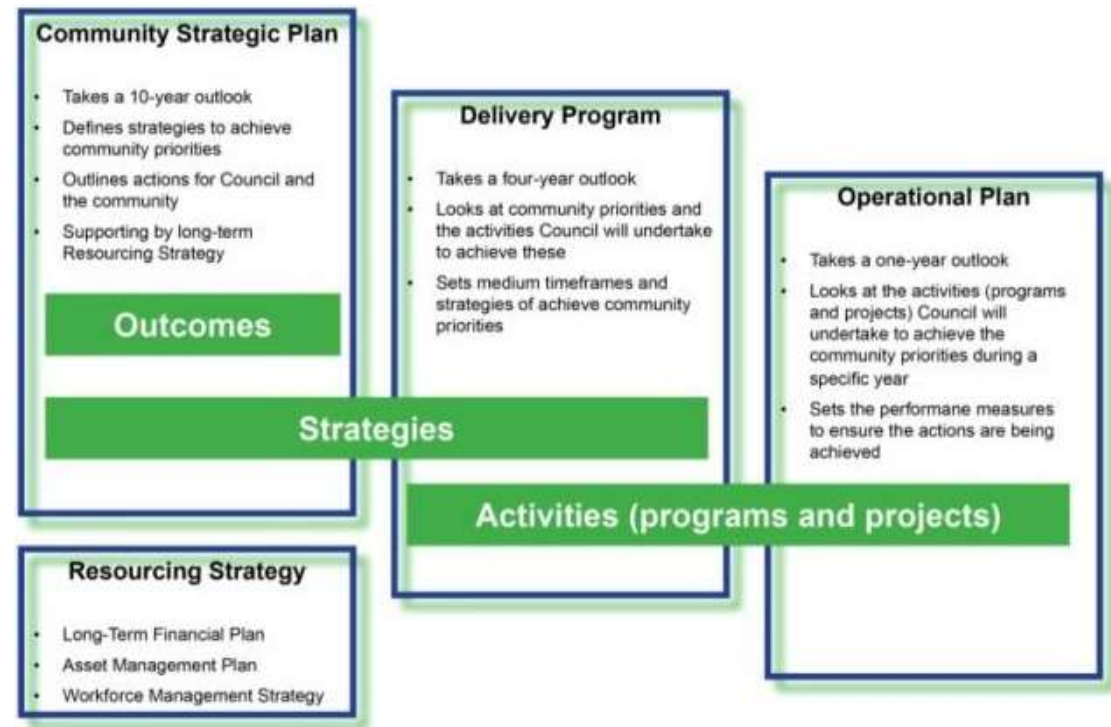 Community Strategic Plan
• Takes a 10-year outlook
• Defines strategies to achieve
community priorities
• Outlines actions for Council and
the community
• Supporting by long-term
Resourcing Strategy
Outcomes
Delivery Program
• Takes a four-year outlook
• Looks at community priorities and
the activities Council will undertake
to achieve these
• Sets medium timeframes and
strategies of achieve community
priorities
Operational Plan
• Takes a one-year outlook
• Looks at the activities (programs
and projects) Council will
undertake to achieve the
community priorities during a
specific year
• Sets the performane measures
to ensure the actions are being
achieved
Strategies
Activities (programs and projects)
Resourcing Strategy
• Long-Term Financial Plan
• Asset Management Plan
• Workforce Management Strategy